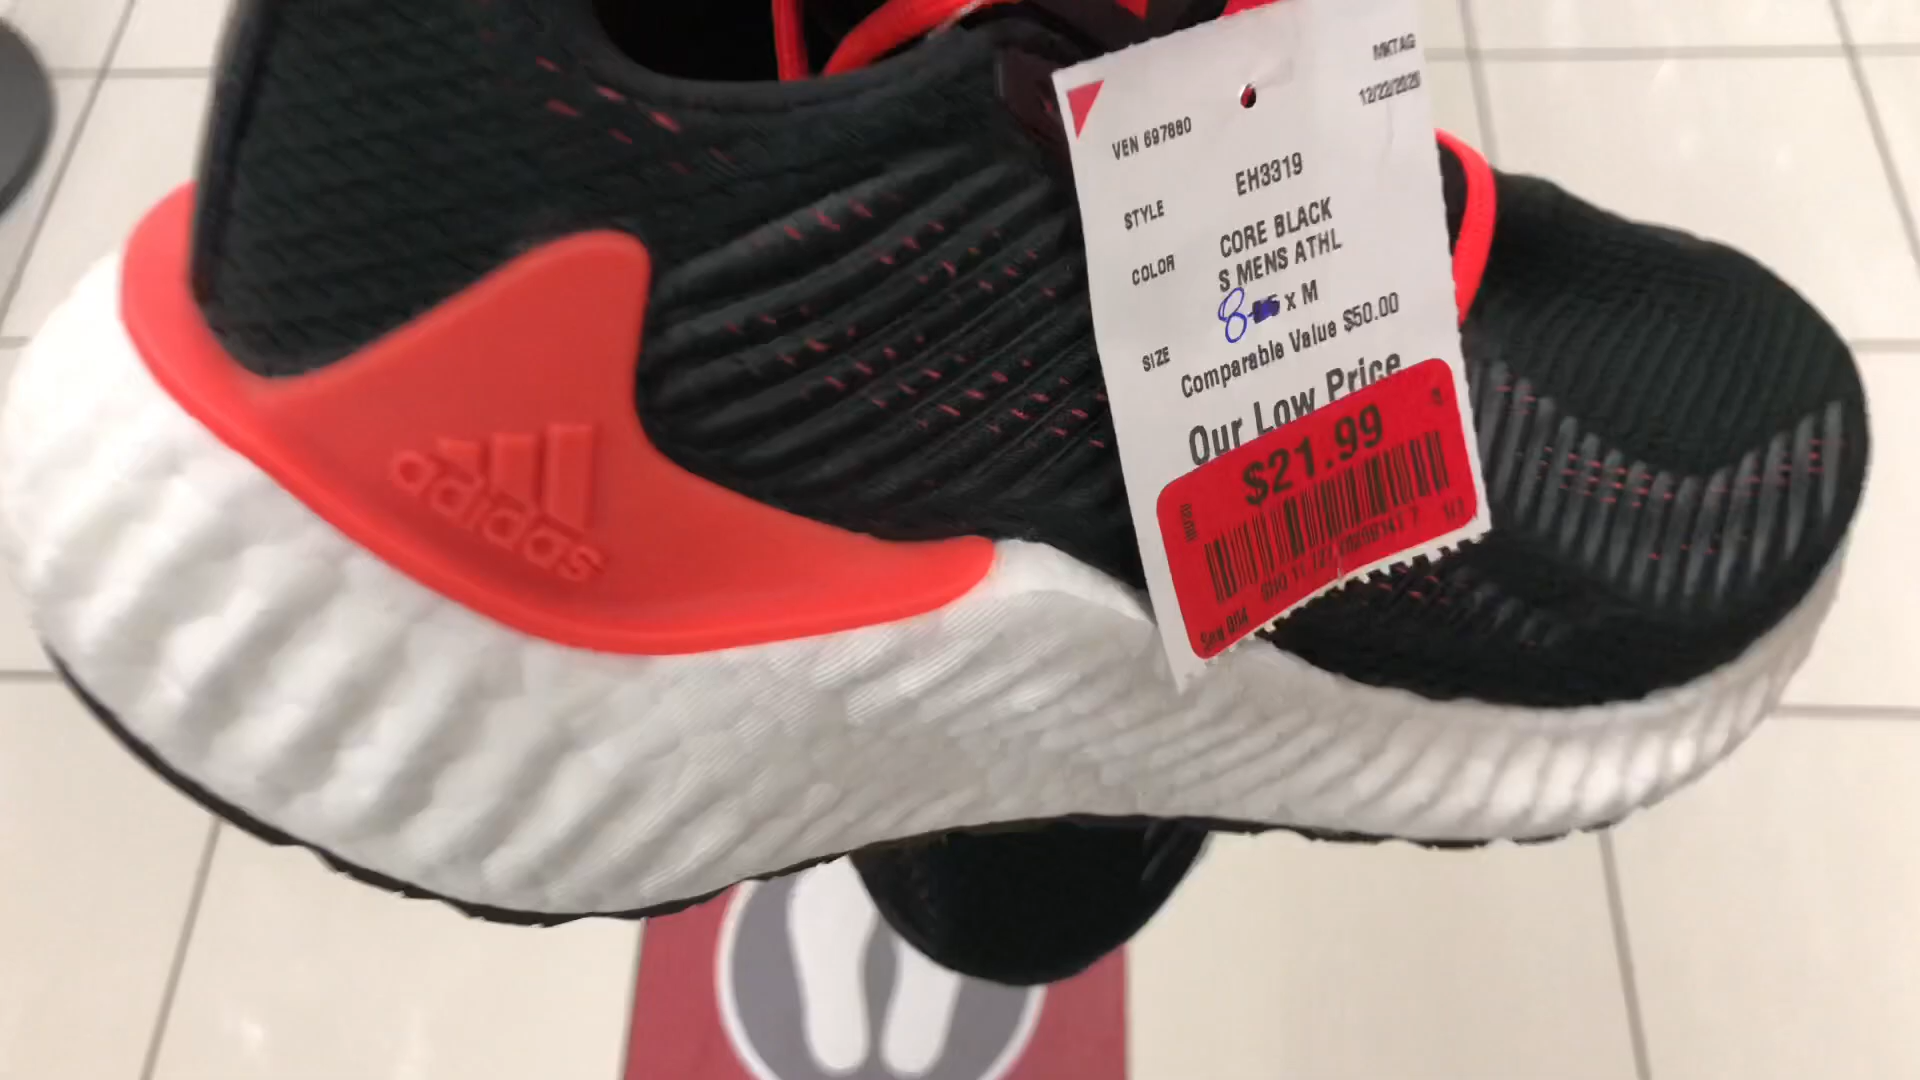 adidas
MKTAG
12/22/2020
VEN 697880
STYLE EH3319
COLOR CORE BLACK
S MENS ATHL
SIZE 8 x M
Comparable Value $50.00
Our Low Price
$21.99